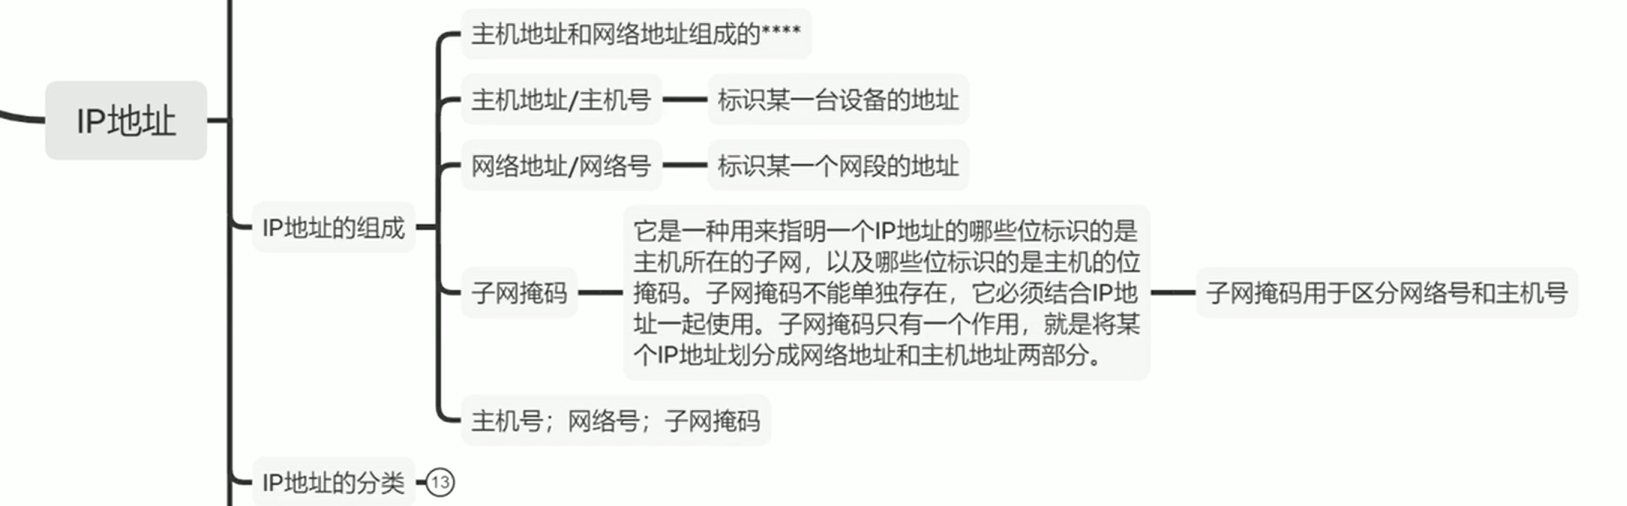 主机地址和网络地址组成的****
主机地址/主机号
标识某一台设备的地址
IP地址
网络地址/网络号
标识某一个网段的地址
IP地址的组成
它是一种用来指明一个IP地址的哪些位标识的是
主机所在的子网，以及哪些位标识的是主机的位
掩码。子网掩码不能单独存在，它必须结合IP地
址一起使用。子网掩码只有一个作用，就是将某
个IP地址划分成网络地址和主机地址两部分。
子网掩码
子网掩码用于区分网络号和主机号
主机号；网络号；子网掩码
IP地址的分类
13